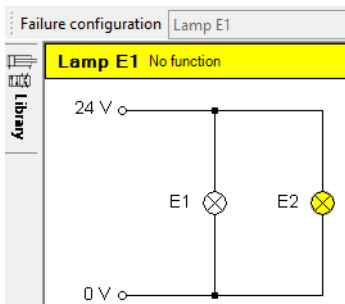 Failure configuration Lamp E1
Library
Lamp E1 No function
24 V
E1
E2
0 V